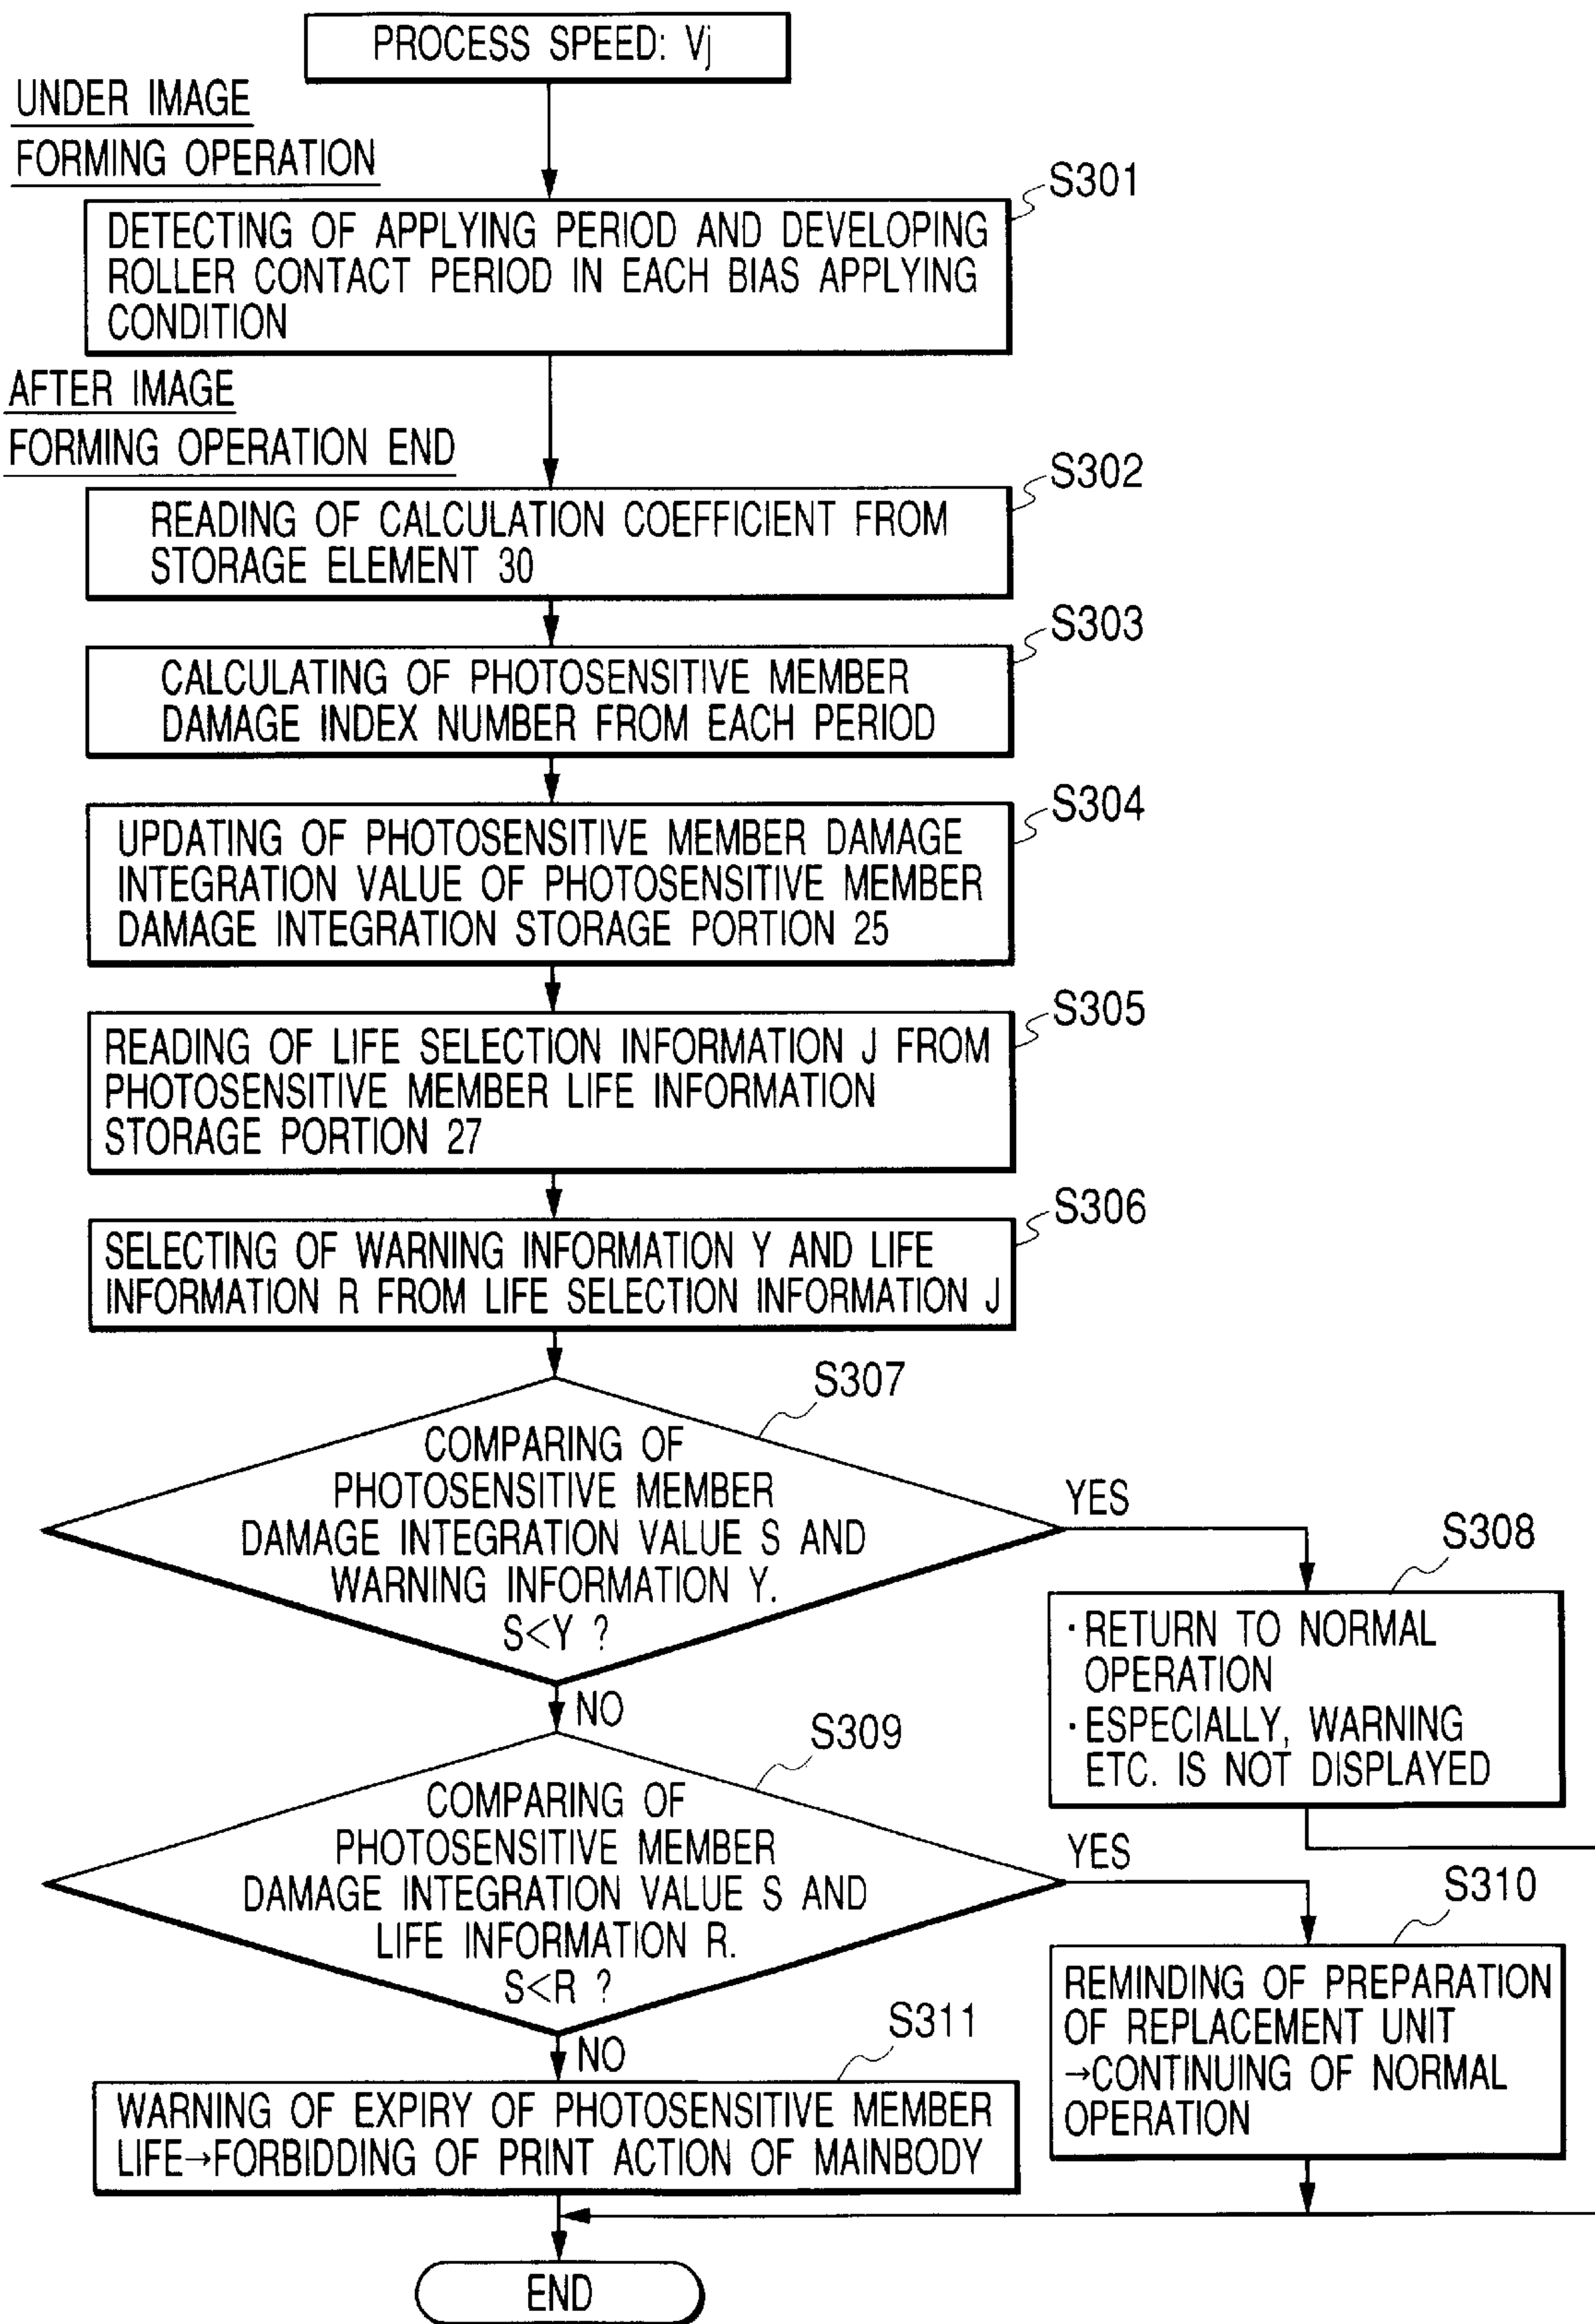 PROCESS SPEED: Vj
UNDER IMAGE
FORMING OPERATION
S301
DETECTING OF APPLYING PERIOD AND DEVELOPING
ROLLER CONTACT PERIOD IN EACH BIAS APPLYING
CONDITION
AFTER IMAGE
FORMING OPERATION END
S302
READING OF CALCULATION COEFFICIENT FROM
STORAGE ELEMENT 30
S303
CALCULATING OF PHOTOSENSITIVE MEMBER
DAMAGE INDEX NUMBER FROM EACH PERIOD
S304
UPDATING OF PHOTOSENSITIVE MEMBER DAMAGE
INTEGRATION VALUE OF PHOTOSENSITIVE MEMBER
DAMAGE INTEGRATION STORAGE PORTION 25
S305
READING OF LIFE SELECTION INFORMATION J FROM
PHOTOSENSITIVE MEMBER LIFE INFORMATION
STORAGE PORTION 27
S306
SELECTING OF WARNING INFORMATION Y AND LIFE
INFORMATION R FROM LIFE SELECTION INFORMATION J
S307
COMPARING OF
PHOTOSENSITIVE MEMBER
DAMAGE INTEGRATION VALUE S AND
WARNING INFORMATION Y.
S<Y ?
YES
S308
・RETURN TO NORMAL
OPERATION
・ESPECIALLY, WARNING
ETC. IS NOT DISPLAYED
NO
S309
COMPARING OF
PHOTOSENSITIVE MEMBER
DAMAGE INTEGRATION VALUE S AND
LIFE INFORMATION R.
S<R ?
YES
S310
REMINDING OF PREPARATION
OF REPLACEMENT UNIT
→CONTINUING OF NORMAL
OPERATION
NO
S311
WARNING OF EXPIRY OF PHOTOSENSITIVE MEMBER
LIFE→FORBIDDING OF PRINT ACTION OF MAINBODY
END